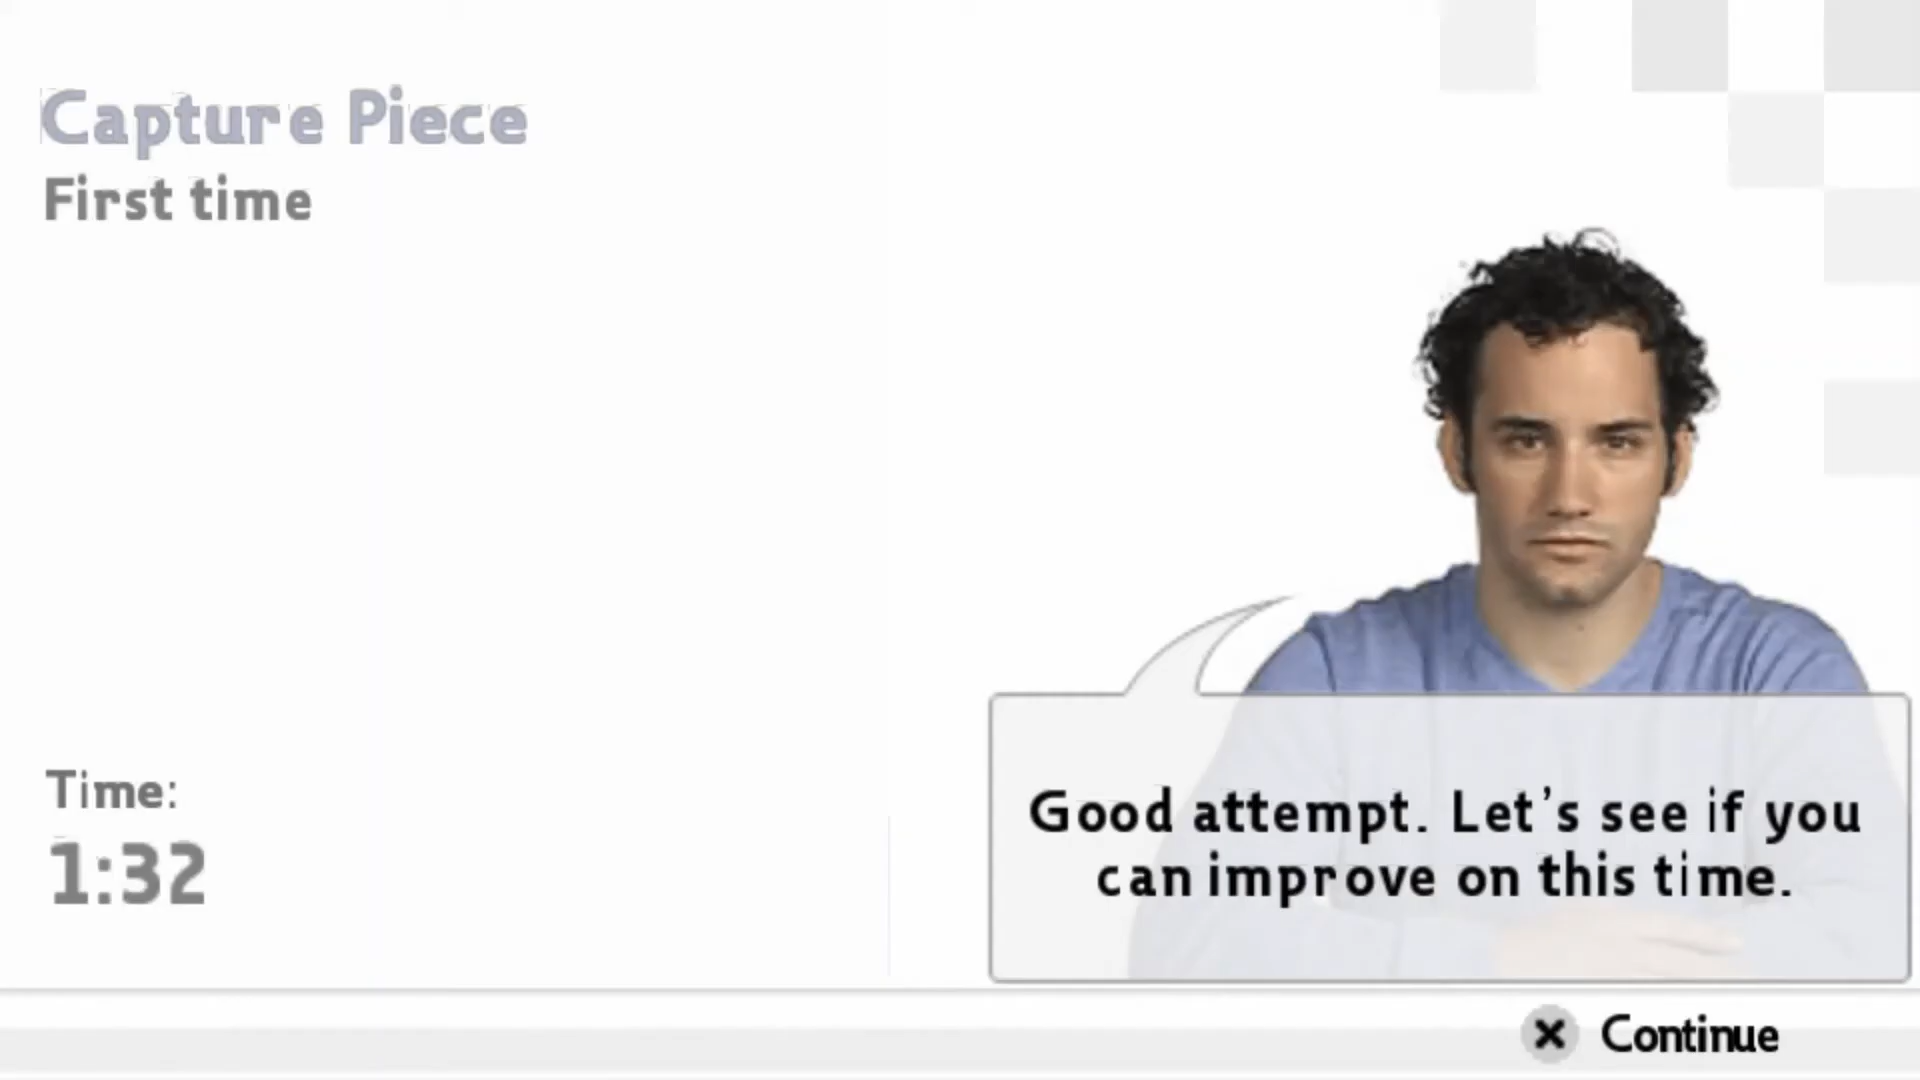 Capture Piece
First time
Time:
1:32
Good attempt. Let's see if you
can improve on this time.
Continue